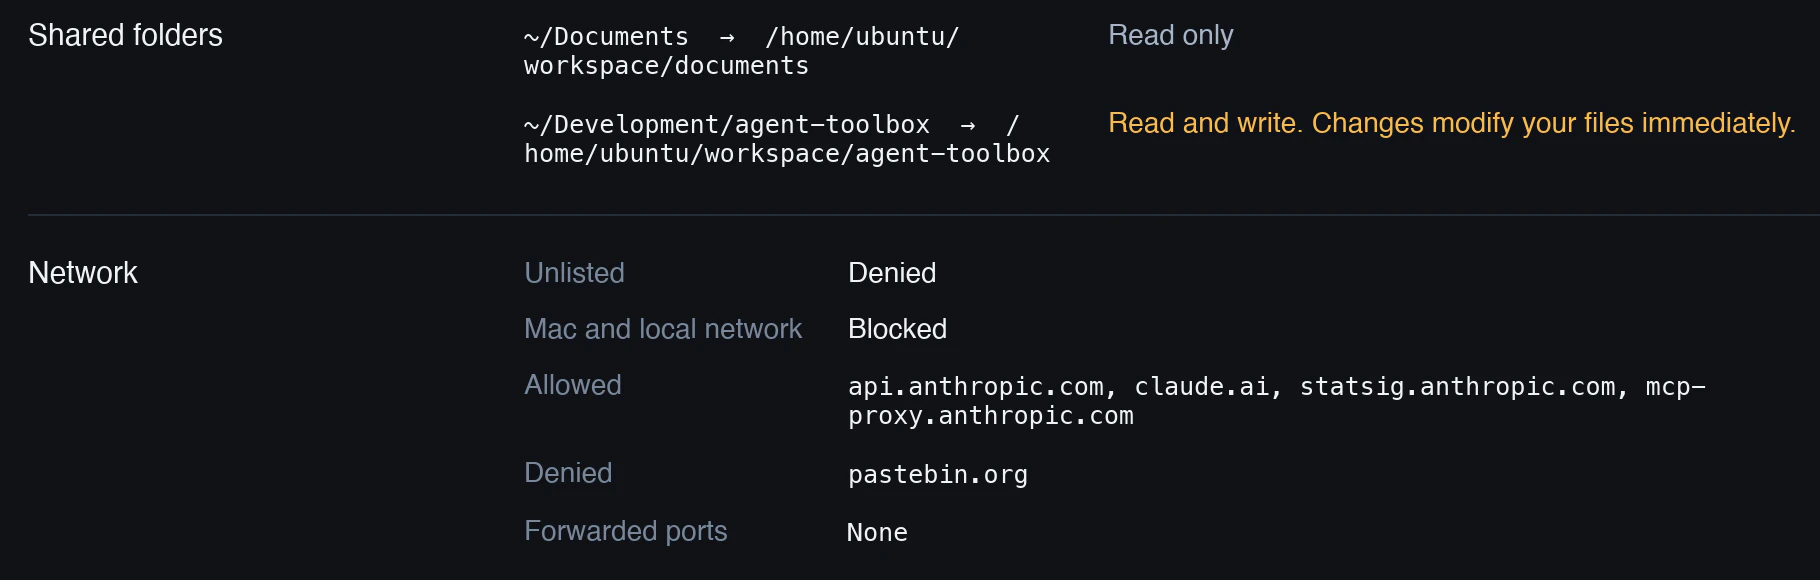 Shared folders
~/Documents → /home/ubuntu/
workspace/documents
Read only
~/Development/agent-toolbox → /
home/ubuntu/workspace/agent-toolbox
Read and write. Changes modify your files immediately.
Network
Unlisted Denied
Mac and local network Blocked
Allowed api.anthropic.com, claude.ai, statsig.anthropic.com, mcp-
proxy.anthropic.com
Denied pastebin.org
Forwarded ports None